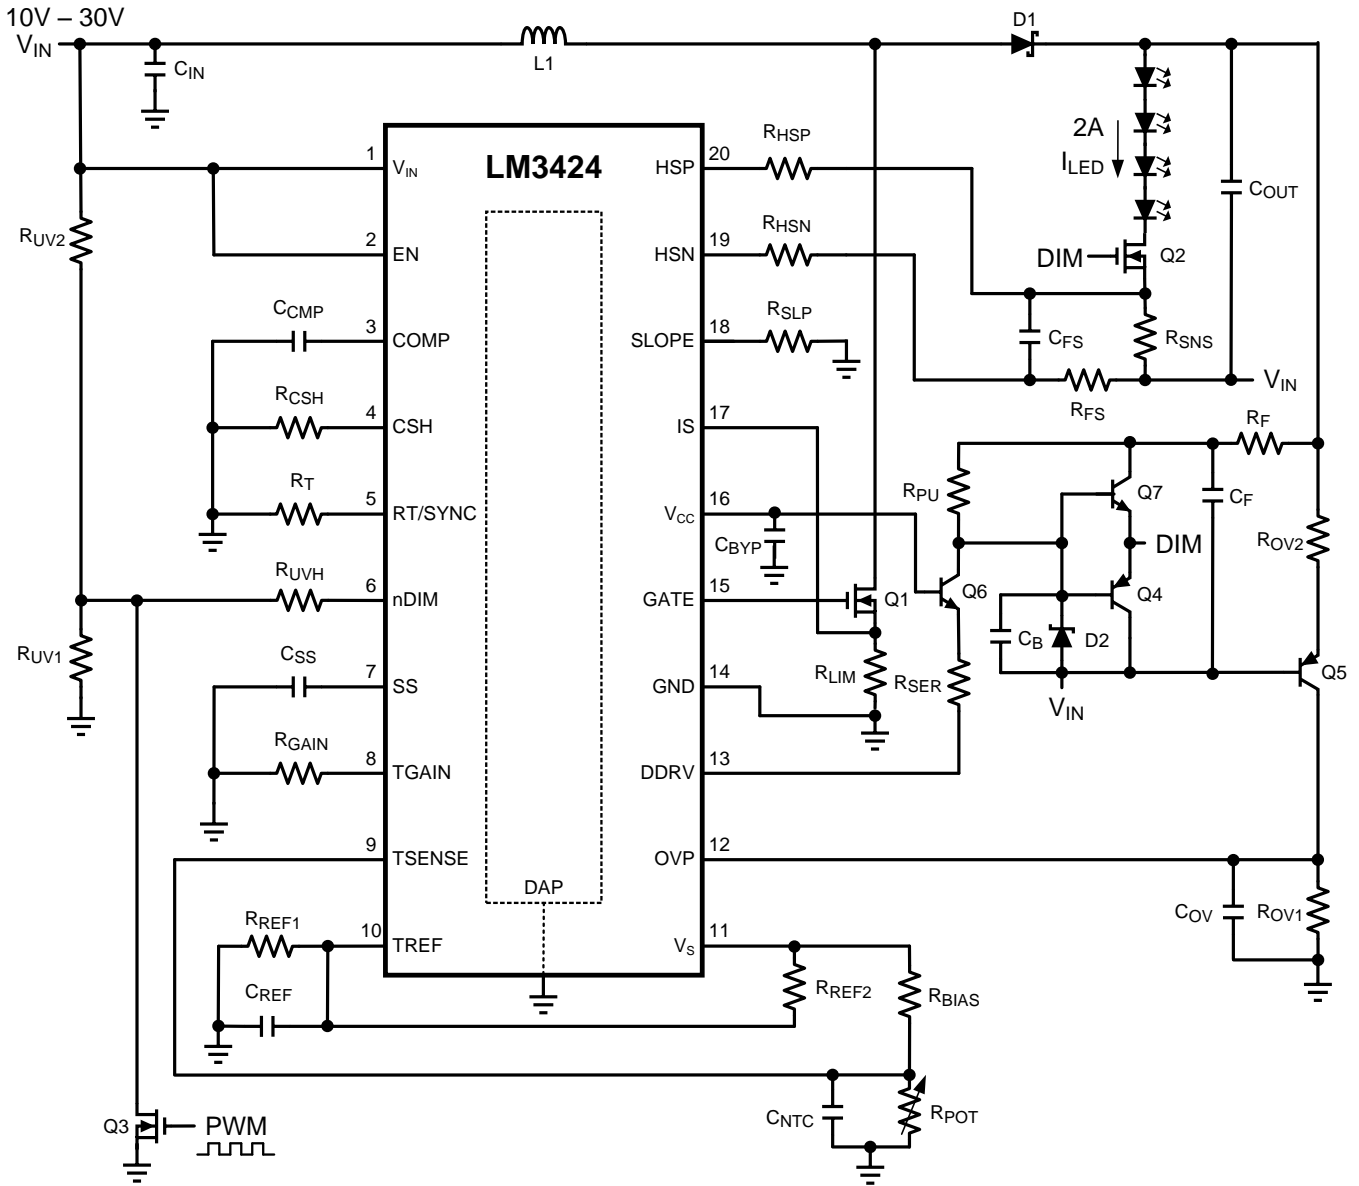 10V – 30V
VIN
CIN
L1
D1
2A
ILED
COUT
LM3424
1
VIN
HSP
20
RHSP
RUV2
2
EN
HSN
19
RHSN
DIM
Q2
CCMP
3
COMP
SLOPE
18
RSLP
CFS
RSNS
RFS
VIN
RCSH
4
CSH
IS
17
RF
RT
5
RT/SYNC
VCC
16
CBYP
RPU
Q7
CF
DIM
ROV2
RUVH
6
nDIM
GATE
15
Q1
Q6
Q4
CB
D2
RUV1
CSS
7
SS
GND
14
RLIM
RSER
VIN
Q5
RGAIN
8
TGAIN
DDRV
13
9
TSENSE
OVP
12
DAP
COV
ROV1
RREF1
10
TREF
VS
11
CREF
RREF2
RBIAS
CNTC
RPOT
Q3
PWM